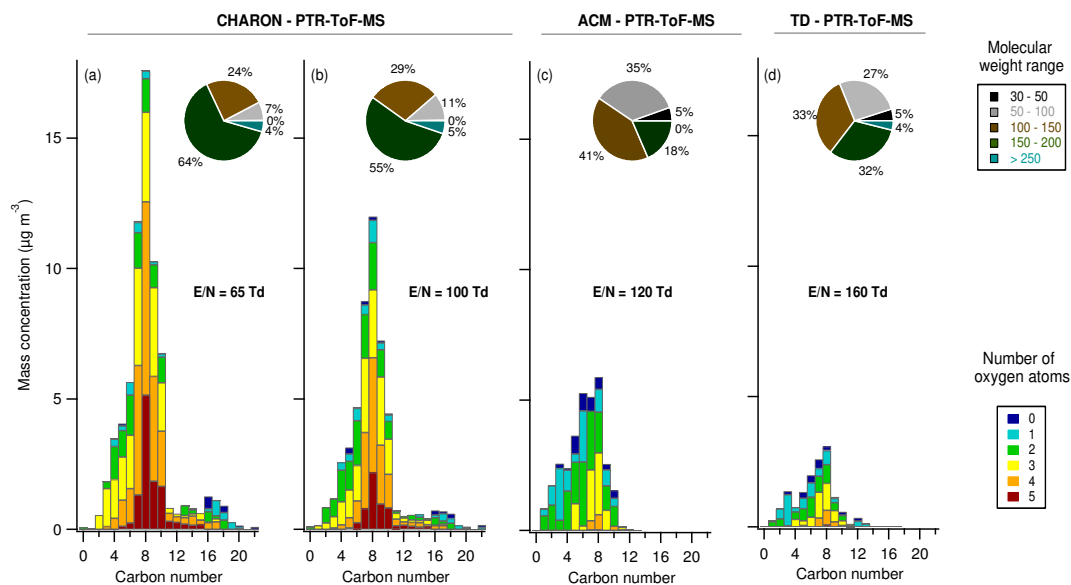 CHARON - PTR-ToF-MS
ACM - PTR-ToF-MS
TD - PTR-ToF-MS
(a)
24%
7%
0%
4%
64%
(b)
29%
11%
0%
5%
55%
(c)
35%
5%
0%
18%
41%
(d)
27%
5%
4%
32%
33%
Molecular
weight range
30 - 50
50 - 100
100 - 150
150 - 200
> 250
E/N = 65 Td
E/N = 100 Td
E/N = 120 Td
E/N = 160 Td
Mass concentration (µg m-3)
15
10
5
0
Number of
oxygen atoms
0
1
2
3
4
5
0 4 8 12 16 20
0 4 8 12 16 20
0 4 8 12 16 20
0 4 8 12 16 20
Carbon number
Carbon number
Carbon number
Carbon number